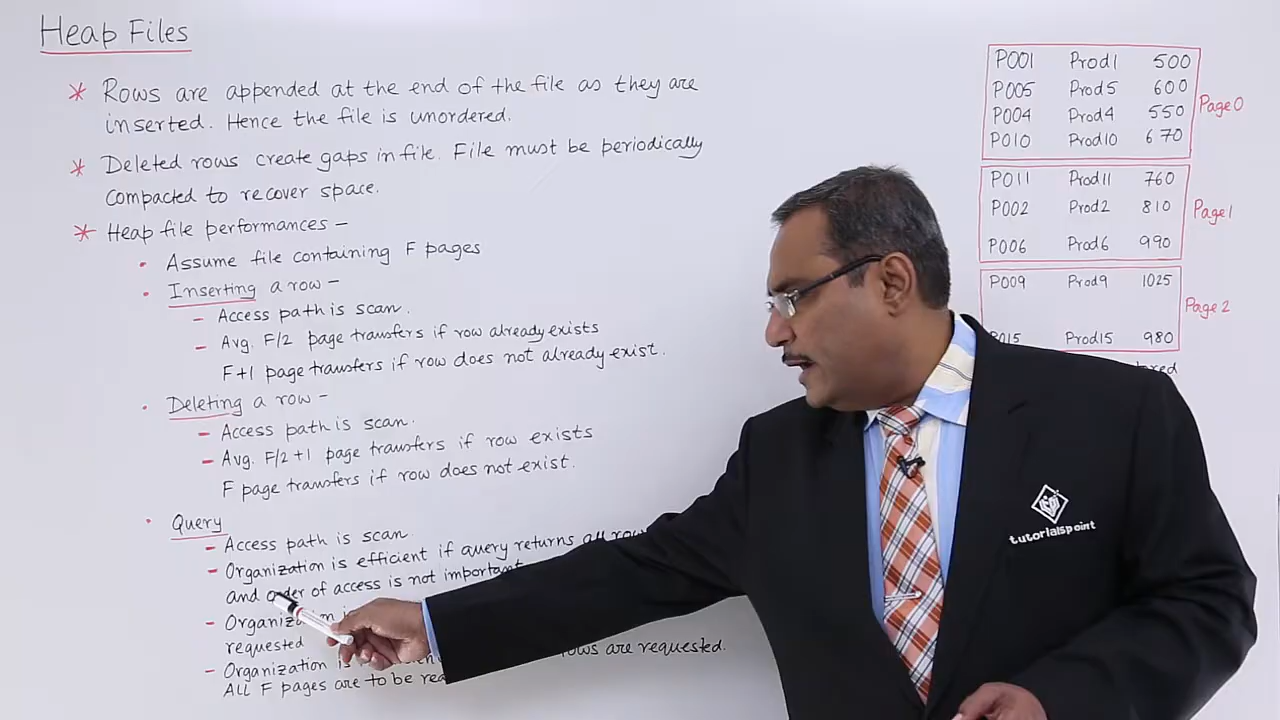 Heap Files
* Rows are appended at the end of the file as they are
inserted. Hence the file is unordered.
* Deleted rows create gaps in file. File must be periodically
compacted to recover space.
* Heap file performances -
• Assume file containing F pages
• Inserting a row -
- Access path is scan.
- Avg. F/2 page transfers if row already exists
F+1 page transfers if row does not already exist.
• Deleting a row -
- Access path is scan.
- Avg. F/2 +1 page transfers if row exists
F page transfers if row does not exist.
• Query
- Access path is scan.
- Organization is efficient if query returns all
and order of access is not important
- Organization
requested
- Organization is rows are requested.
ALL F pages are to be
P001 Prod1 500
P005 Prod5 600
P004 Prod4 550
P010 Prod10 670
Page0
P011 Prod11 760
P002 Prod2 810
P006 Prod6 990
Page1
P009 Prod9 1025
P015 Prod15 980
Page 2
tutorialspoint